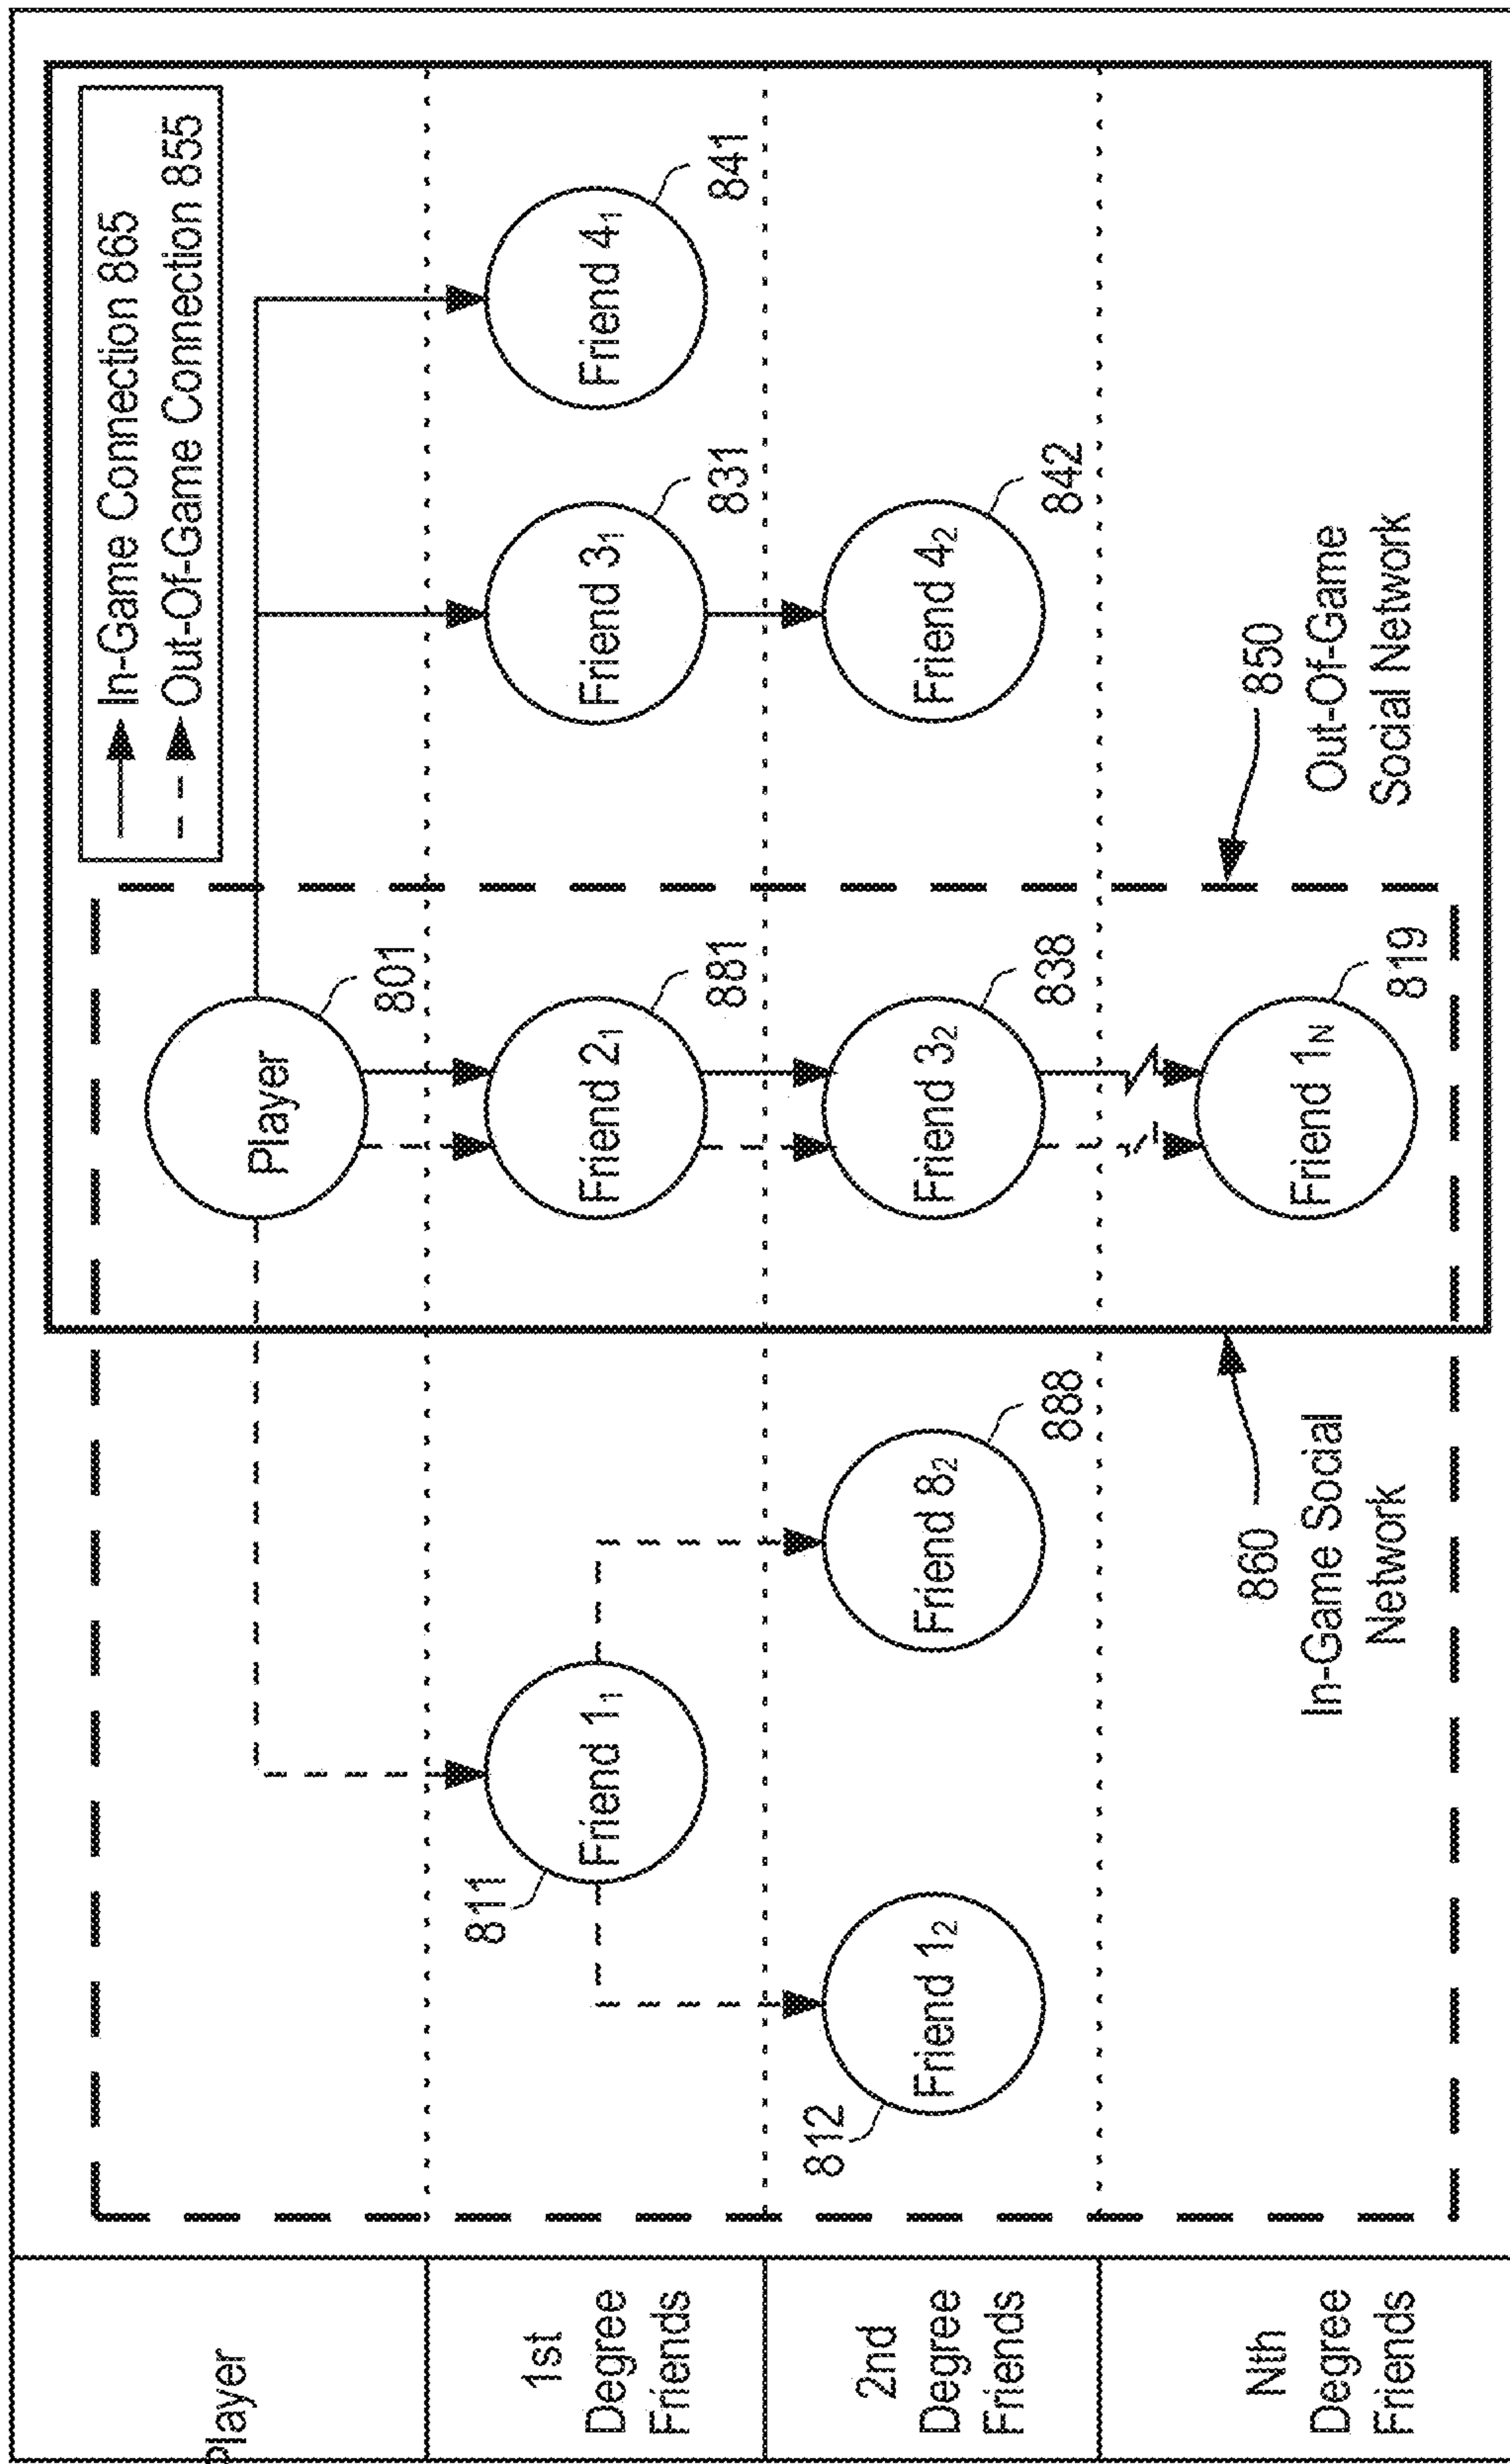 Player
1st
Degree
Friends
2nd
Degree
Friends
Nth
Degree
Friends
In-Game Connection 865
Out-Of-Game Connection 855
Player
801
811
Friend 1₁
Friend 2₁
881
Friend 3₁
831
Friend 4₁
841
812
Friend 1₂
Friend 8₂
888
Friend 3₂
838
Friend 4₂
842
860
In-Game Social
Network
Friend 1N
819
850
Out-Of-Game
Social Network